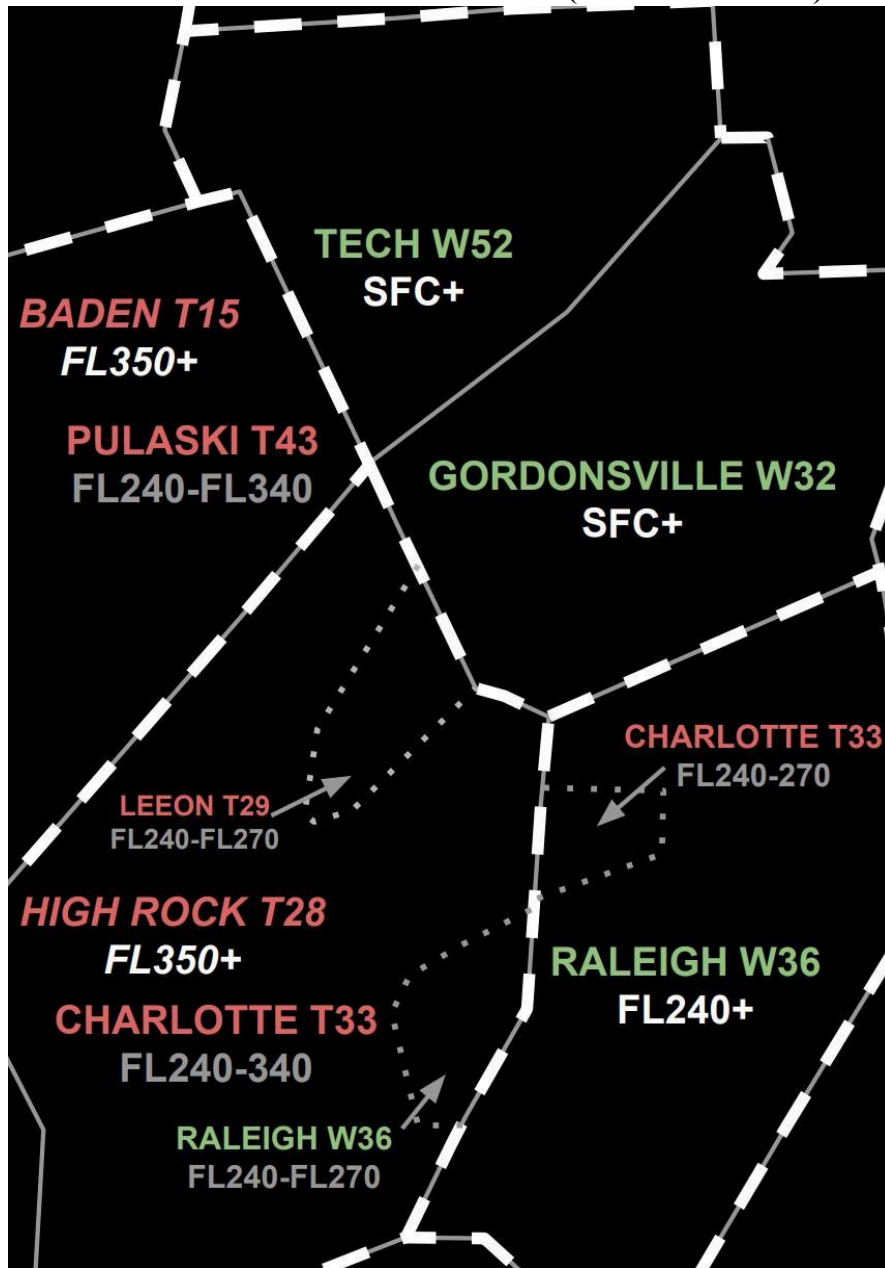 TECH W52
SFC+
BADEN T15
FL350+
PULASKI T43
FL240-FL340
GORDONSVILLE W32
SFC+
CHARLOTTE T33
FL240-270
LEEON T29
FL240-FL270
HIGH ROCK T28
FL350+
RALEIGH W36
FL240+
CHARLOTTE T33
FL240-340
RALEIGH W36
FL240-FL270